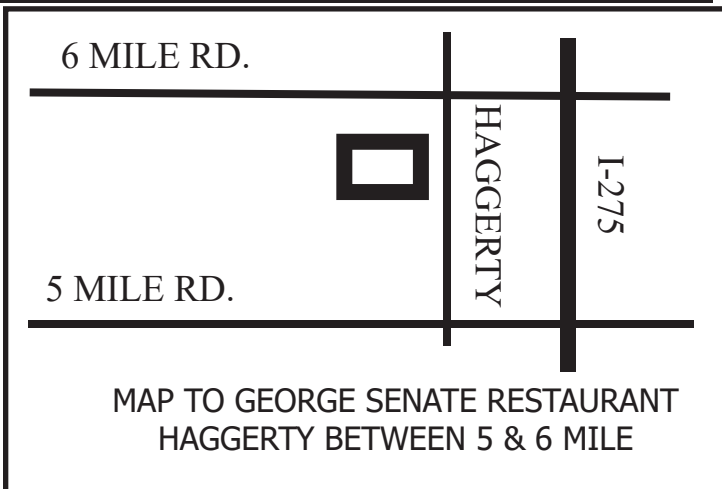 6 MILE RD.
HAGGERTY
I-275
5 MILE RD.
MAP TO GEORGE SENATE RESTAURANT
HAGGERTY BETWEEN 5 & 6 MILE